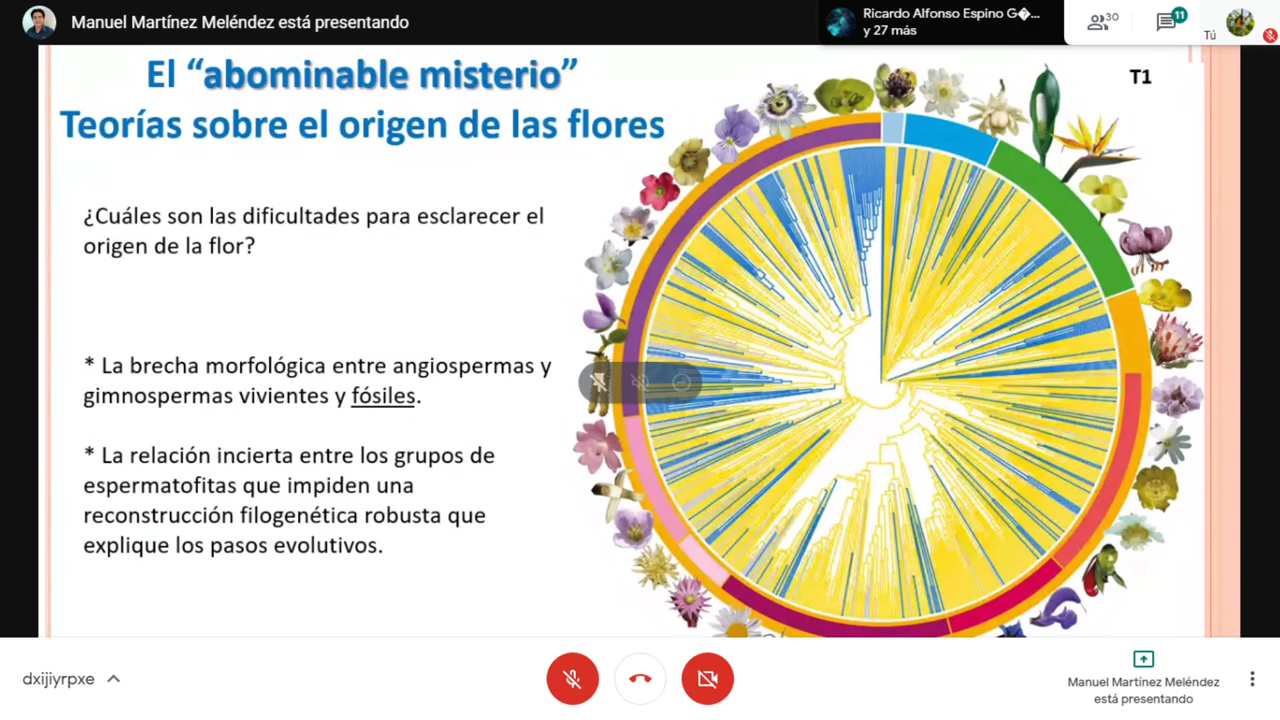 Manuel Martínez Meléndez está presentando
Ricardo Alfonso Espino G�...
y 27 más
30
11
Tú
El “abominable misterio”
Teorías sobre el origen de las flores
T1
¿Cuáles son las dificultades para esclarecer el
origen de la flor?
* La brecha morfológica entre angiospermas y
gimnospermas vivientes y fósiles.
* La relación incierta entre los grupos de
espermatofitas que impiden una
reconstrucción filogenética robusta que
explique los pasos evolutivos.
dxijiyrpxe
Manuel Martínez Meléndez
está presentando